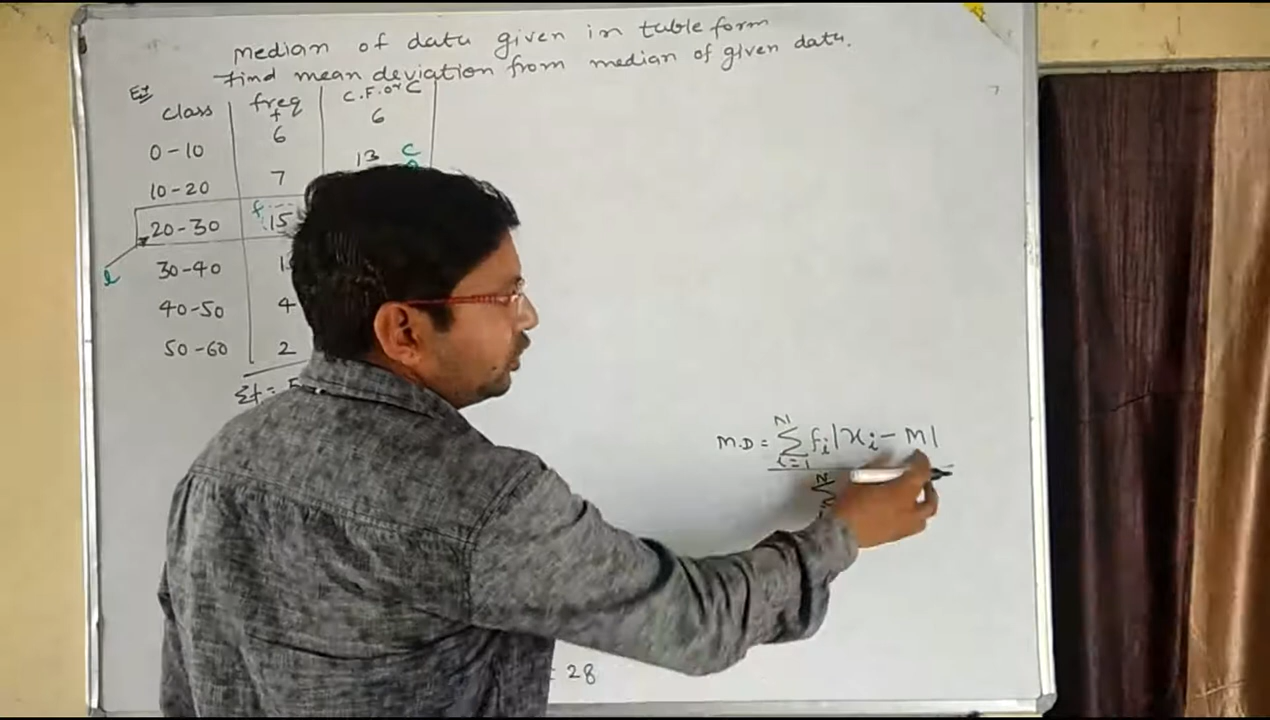 median of data given in table form
Ex find mean deviation from median of given data.
class freq f C.F. or C
0-10 6 6
10-20 7 13 C
20-30 f 15
l 30-40
40-50 4
50-60 2
Σf =
M.D = N Σ i=1 fi|xi - M|
N Σ
28